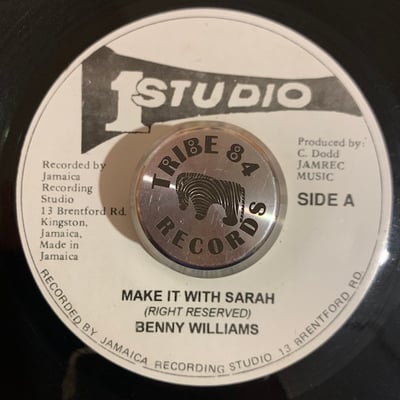 1 STUDIO
Recorded by
Jamaica
Recording
Studio
13 Brentford Rd.
Kingston,
Jamaica,
Made in
Jamaica
TRIBE 84
RECORDS
Produced by:
C. Dodd
JAMREC
MUSIC
SIDE A
MAKE IT WITH SARAH
(RIGHT RESERVED)
BENNY WILLIAMS
RECORDED BY JAMAICA RECORDING STUDIO 13 BRENTFORD RD.